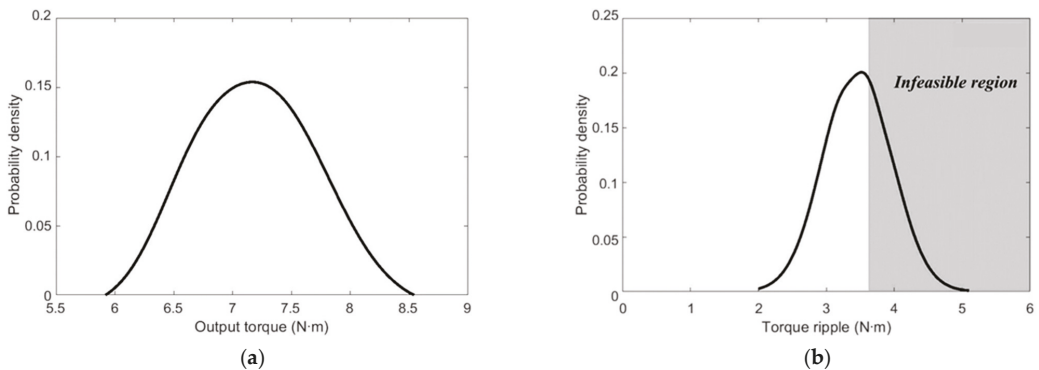 0.2
0.15
0.1
0.05
0
Probability density
5.5 6 6.5 7 7.5 8 8.5 9
Output torque (N·m)
(a)
0.25
0.2
0.15
0.1
0.05
0
Probability density
Infeasible region
0 1 2 3 4 5 6
Torque ripple (N·m)
(b)